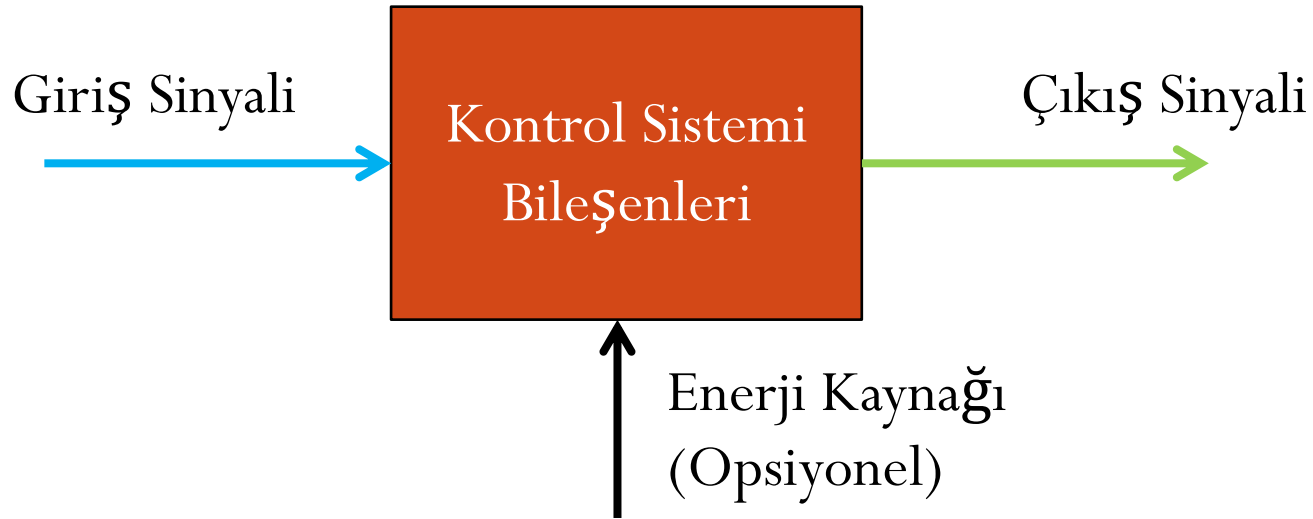 Giriş Sinyali
Kontrol Sistemi
Bileşenleri
Çıkış Sinyali
Enerji Kaynağı
(Opsiyonel)